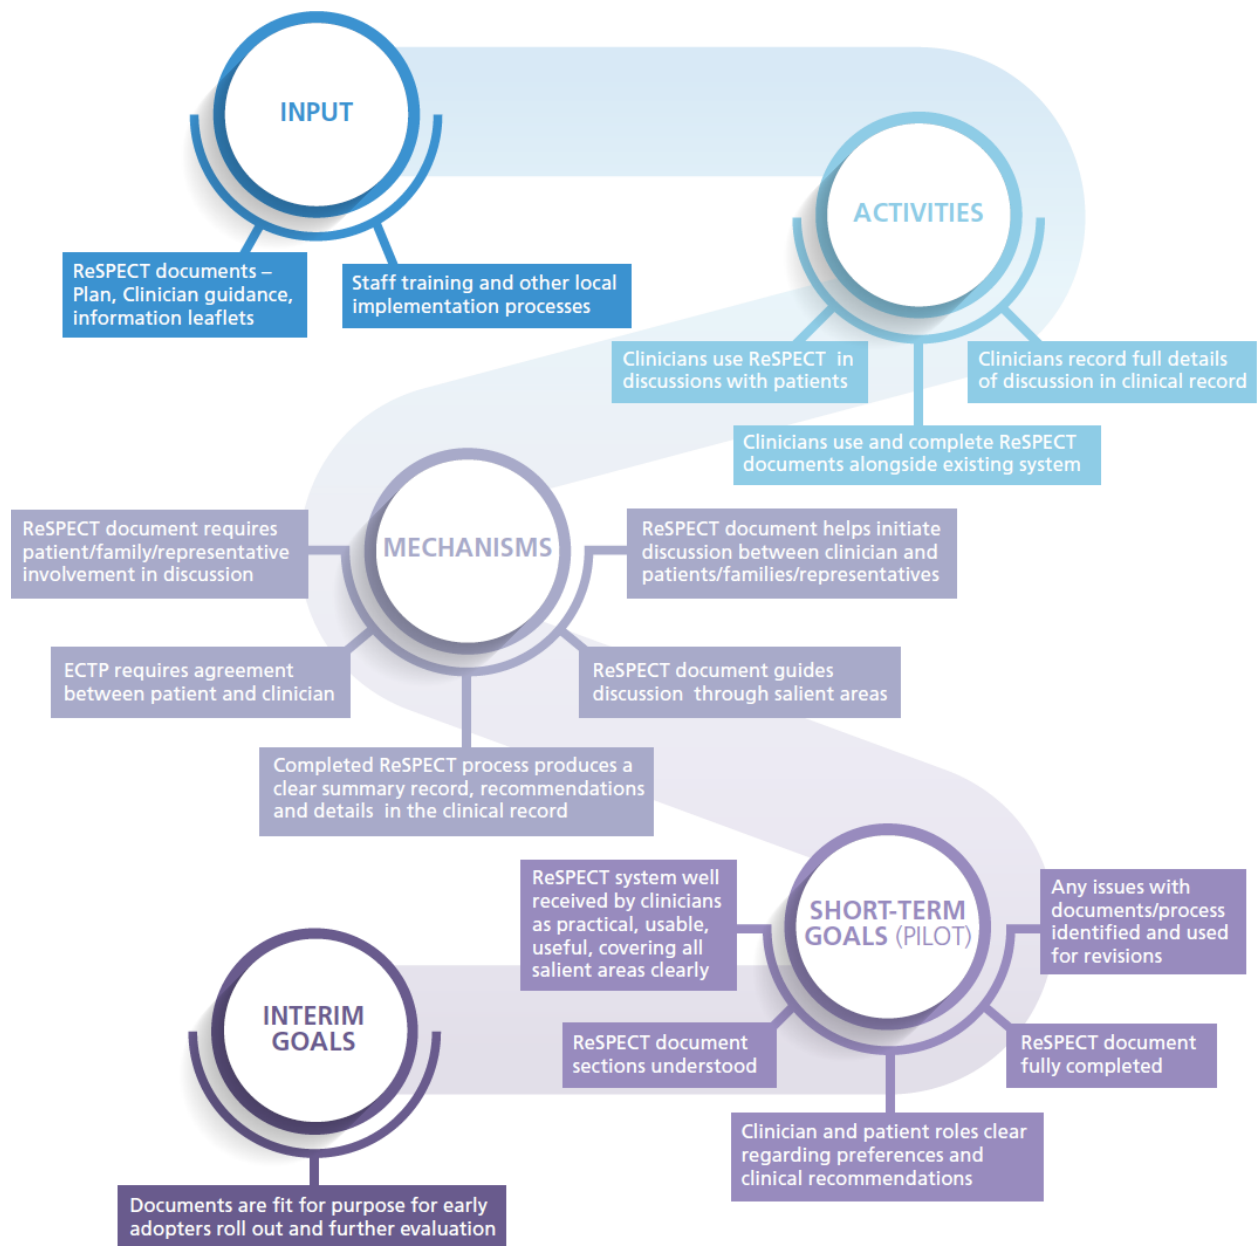 INPUT
ReSPECT documents –
Plan, Clinician guidance,
information leaflets
Staff training and other local
implementation processes
ACTIVITIES
Clinicians use ReSPECT in
discussions with patients
Clinicians use and complete ReSPECT
documents alongside existing system
Clinicians record full details
of discussion in clinical record
MECHANISMS
ReSPECT document requires
patient/family/representative
involvement in discussion
ECTP requires agreement
between patient and clinician
Completed ReSPECT process produces a
clear summary record, recommendations
and details in the clinical record
ReSPECT document guides
discussion through salient areas
ReSPECT document helps initiate
discussion between clinician and
patients/families/representatives
SHORT-TERM
GOALS (PILOT)
ReSPECT system well
received by clinicians
as practical, usable,
useful, covering all
salient areas clearly
ReSPECT document
sections understood
Clinician and patient roles clear
regarding preferences and
clinical recommendations
ReSPECT document
fully completed
Any issues with
documents/process
identified and used
for revisions
INTERIM
GOALS
Documents are fit for purpose for early
adopters roll out and further evaluation